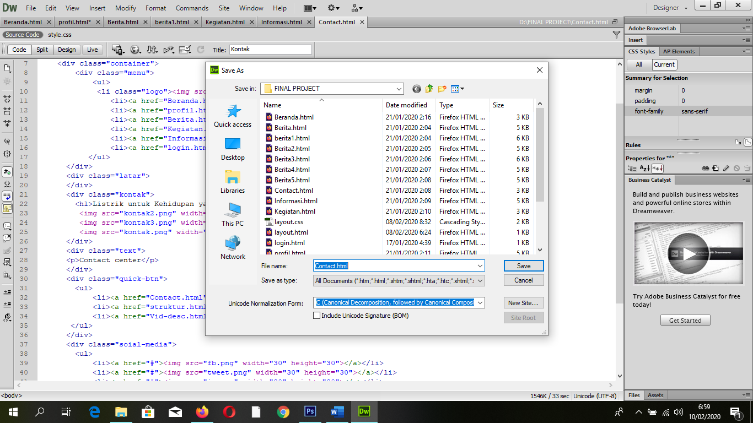 Dw File Edit View Insert Modify Format Commands Site Window Help
Designer
Beranda.html profil.html* Berita.html berita1.html Kegiatan.html Informasi.html Contact.html
G:\FINAL PROJECT\Contact.html
Source Code style.css
Code Split Design Live
Title: Kontak
7 <div class="container">
8 <div class="menu">
9 <ul>
10 <li class="logo"><img src
11 <li><a href="Beranda.h
12 <li><a href="profil.ht
13 <li><a href="Berita.ht
14 <li><a href="Kegiatan.
15 <li><a href="Informasi
16 <li><a href="login.htm
17 </ul>
18 </div>
19 <div class="latar">
20 </div>
21 <div class="kontak">
22 <h1>Listrik untuk Kehidupan ya
23 <img src="kontak2.png" width=
24 <img src="kontak3.png" width=
25 <img src="kontak.png" width="
26 </div>
27 <div class="text">
28 <p>Contact center</p>
29 </div>
30 <div class="quick-btn">
31 <ul>
32 <li><a href="Contact.html"
33 <li><a href="struktur.html
34 <li><a href="Vid-desc.html
35 </ul>
36 </div>
37 <div class="soial-media">
38 <ul>
39 <li><a href="#"><img src="fb.png" width="30" height="30"></a></li>
40 <li><a href="#"><img src="tweet.png" width="30" height="30"></a></li>
<body>
1546K / 33 sec Unicode (UTF-8)
Save As
Save in: FINAL PROJECT
Name Date modified Type Size
Beranda.html 21/01/2020 2:16 Firefox HTML ... 3 KB
Berita.html 21/01/2020 2:04 Firefox HTML ... 5 KB
berita1.html 21/01/2020 2:04 Firefox HTML ... 6 KB
Berita2.html 21/01/2020 2:05 Firefox HTML ... 5 KB
Berita3.html 21/01/2020 2:06 Firefox HTML ... 6 KB
Berita4.html 21/01/2020 2:07 Firefox HTML ... 5 KB
Berita5.html 21/01/2020 2:08 Firefox HTML ... 5 KB
Contact.html 21/01/2020 2:08 Firefox HTML ... 3 KB
Informasi.html 21/01/2020 2:09 Firefox HTML ... 5 KB
Kegiatan.html 21/01/2020 2:10 Firefox HTML ... 3 KB
layout.css 08/02/2020 8:32 Cascading Sty... 2 KB
layout.html 08/02/2020 6:24 Firefox HTML ... 1 KB
login.html 17/01/2020 4:39 Firefox HTML ... 1 KB
Quick access
Desktop
Libraries
This PC
Network
File name: Contact.html Save
Save as type: All Documents (*.htm;*.html;*.shtm;*.shtml;*.hta;*.htc;*.xhtml;* Cancel
Unicode Normalization Form: C (Canonical Decomposition, followed by Canonical Composi New Site...
Include Unicode Signature (BOM) Site Root
Adobe BrowserLab
Insert
CSS Styles AP Elements
All Current
Summary for Selection
margin 0
padding 0
font-family sans-serif
Rules
Properties for "*"
Business Catalyst
Build and publish business websites
and powerful online stores within
Dreamweaver.
Try Adobe Business Catalyst for free
today!
Get Started
Files Assets
6:59
10/02/2020